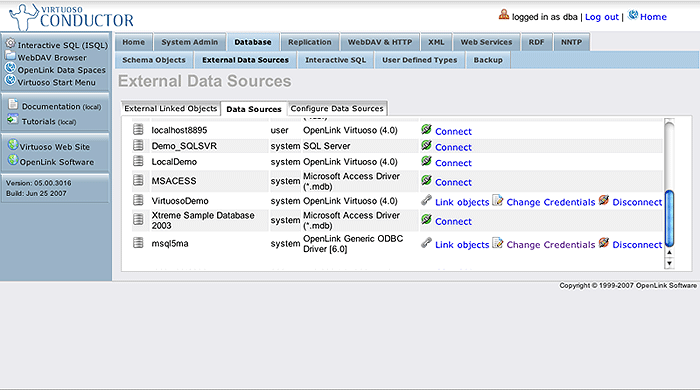 VIRTUOSO
CONDUCTOR
logged in as dba | Log out | Home
Interactive SQL (ISQL)
WebDAV Browser
OpenLink Data Spaces
Virtuoso Start Menu
Documentation (local)
Tutorials (local)
Virtuoso Web Site
OpenLink Software
Version: 05.00.3016
Build: Jun 25 2007
Home System Admin Database Replication WebDAV & HTTP XML Web Services RDF NNTP
Schema Objects External Data Sources Interactive SQL User Defined Types Backup
External Data Sources
External Linked Objects Data Sources Configure Data Sources
localhost8895 user OpenLink Virtuoso (4.0) Connect
Demo_SQLSVR system SQL Server Connect
LocalDemo system OpenLink Virtuoso (4.0) Connect
MSACESS system Microsoft Access Driver (*.mdb) Connect
VirtuosoDemo system OpenLink Virtuoso (4.0) Link objects Change Credentials Disconnect
Xtreme Sample Database 2003 system Microsoft Access Driver (*.mdb) Connect
msql5ma system OpenLink Generic ODBC Driver [6.0] Link objects Change Credentials Disconnect
Copyright © 1999-2007 OpenLink Software